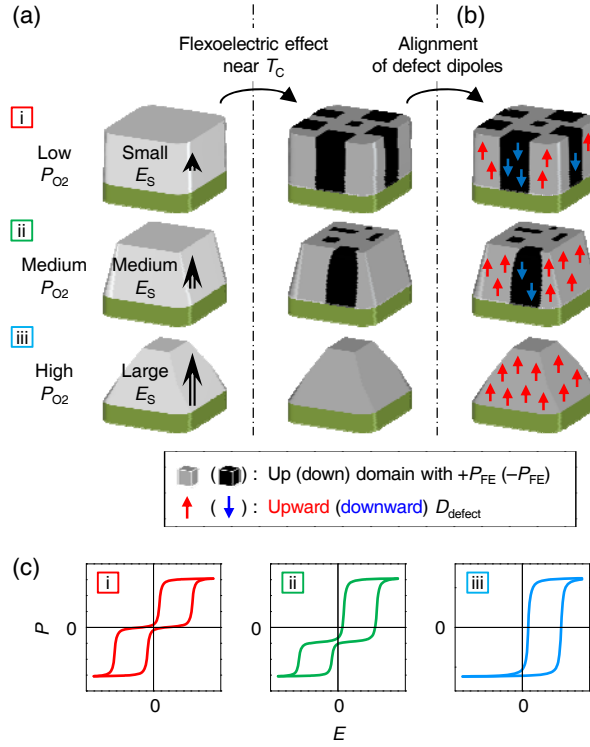 (a)
(b)
Flexoelectric effect
near T_C
Alignment
of defect dipoles
i
Low
P_O2
Small
E_S
ii
Medium
P_O2
Medium
E_S
iii
High
P_O2
Large
E_S
( ) : Up (down) domain with +P_FE (–P_FE)
( ) : Upward (downward) D_defect
(c)
i
ii
iii
P
0
0
0
0
0
0
E